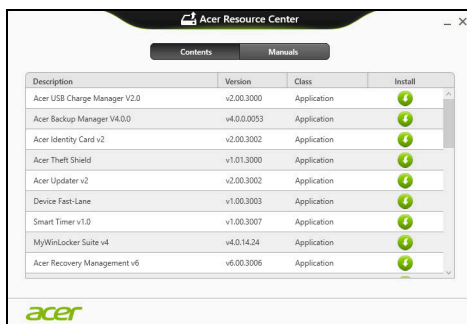 Acer Resource Center
Contents Manuals
Description Version Class Install
Acer USB Charge Manager V2.0 v2.00.3000 Application
Acer Backup Manager V4.0.0 v4.0.0.0053 Application
Acer Identity Card v2 v2.00.3002 Application
Acer Theft Shield v1.01.3000 Application
Acer Updater v2 v2.00.3002 Application
Device Fast-Lane v1.00.3003 Application
Smart Timer v1.0 v1.00.3007 Application
MyWinLocker Suite v4 v4.0.14.24 Application
Acer Recovery Management v6 v6.00.3006 Application
acer